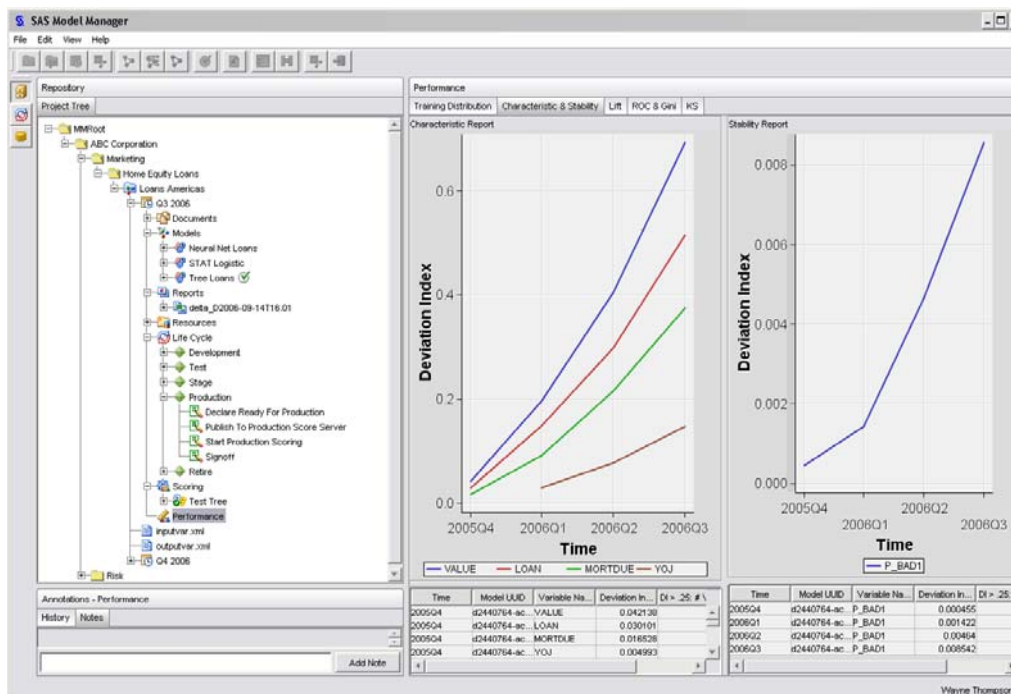 SAS Model Manager
File Edit View Help
Repository
Project Tree
MMRoot
ABC Corporation
Marketing
Home Equity Loans
Loans Americas
Q3 2006
Documents
Models
Neural Net Loans
STAT Logistic
Tree Loans
Reports
delta_D2006-09-14T16.01
Resources
Life Cycle
Development
Test
Stage
Production
Declare Ready For Production
Publish To Production Score Server
Start Production Scoring
Signoff
Retire
Scoring
Test Tree
Performance
inputvar.xml
outputvar.xml
Q4 2006
Risk
Annotations - Performance
History Notes
Add Note
Performance
Training Distribution Characteristic & Stability Lift ROC & Gini KS
Characteristic Report
Deviation Index
0.6
0.4
0.2
0.0
2005Q4 2006Q1 2006Q2 2006Q3
Time
VALUE LOAN MORTDUE YOJ
Time Model UUID Variable Na... Deviation In... DI > .25: # \
2005Q4 d2440764-ac... VALUE 0.042138
2005Q4 d2440764-ac... LOAN 0.030101
2005Q4 d2440764-ac... MORTDUE 0.016528
2005Q4 d2440764-ac... YOJ 0.004993
Stability Report
Deviation Index
0.008
0.006
0.004
0.002
0.000
2005Q4 2006Q1 2006Q2 2006Q3
Time
P_BAD1
Time Model UUID Variable Na... Deviation In... DI > .25:
2005Q4 d2440764-ac... P_BAD1 0.000455
2006Q1 d2440764-ac... P_BAD1 0.001422
2006Q2 d2440764-ac... P_BAD1 0.00464
2006Q3 d2440764-ac... P_BAD1 0.008542
Wayne Thompson